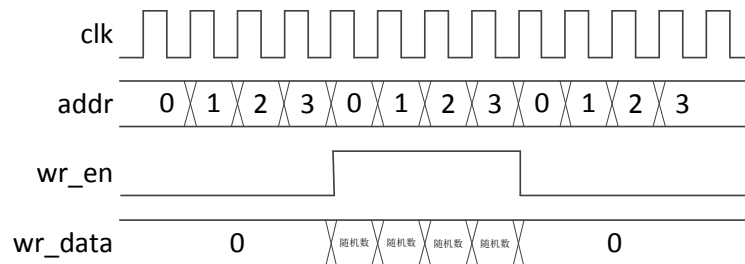 clk
addr 0 1 2 3 0 1 2 3 0 1 2 3
wr_en
wr_data 0 随机数 随机数 随机数 随机数 0